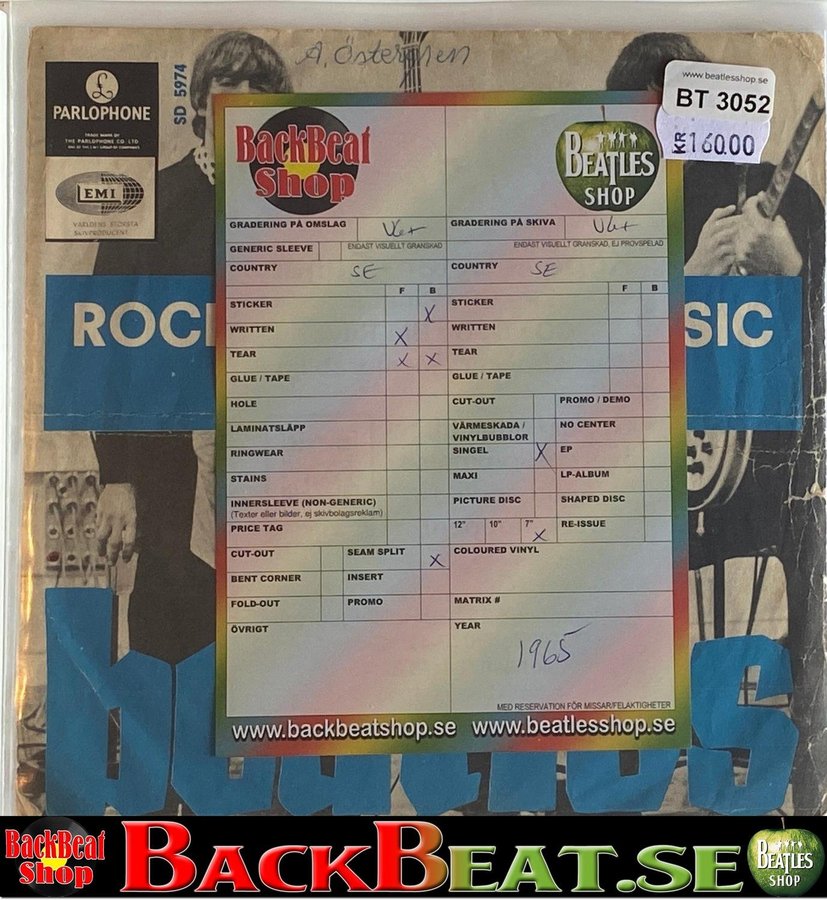 A. Österghen
www.beatlesshop.se
BT 3052
KR 160.00
£
PARLOPHONE
TRADE MARK OF
THE PARLOPHONE CO. LTD
SD 5974
EMI
VÄRLDENS STÖRSTA
SKIVPRODUCENT
BackBeat
Shop
BEATLES
SHOP
GRADERING PÅ OMSLAG VG+
GRADERING PÅ SKIVA VG+
GENERIC SLEEVE ENDAST VISUELLT GRANSKAD
ENDAST VISUELLT GRANSKAD, EJ PROVSPELAD
COUNTRY SE
COUNTRY SE
F B
F B
STICKER X
STICKER
WRITTEN X
WRITTEN
TEAR X X
TEAR
GLUE / TAPE
GLUE / TAPE
HOLE
CUT-OUT PROMO / DEMO
LAMINATSLÄPP
VÄRMESKADA / NO CENTER
VINYLBUBBLOR
RINGWEAR
SINGEL X EP
STAINS
MAXI LP-ALBUM
INNERSLEEVE (NON-GENERIC)
(Texter eller bilder, ej skivbolagsreklam)
PICTURE DISC SHAPED DISC
PRICE TAG
12" 10" 7" X RE-ISSUE
CUT-OUT SEAM SPLIT X
COLOURED VINYL
BENT CORNER INSERT
FOLD-OUT PROMO
MATRIX #
ÖVRIGT
YEAR
1965
MED RESERVATION FÖR MISSAR/FELAKTIGHETER
www.backbeatshop.se www.beatlesshop.se
ROC
SIC
BackBeat
Shop
BACKBEAT.SE
BEATLES
SHOP